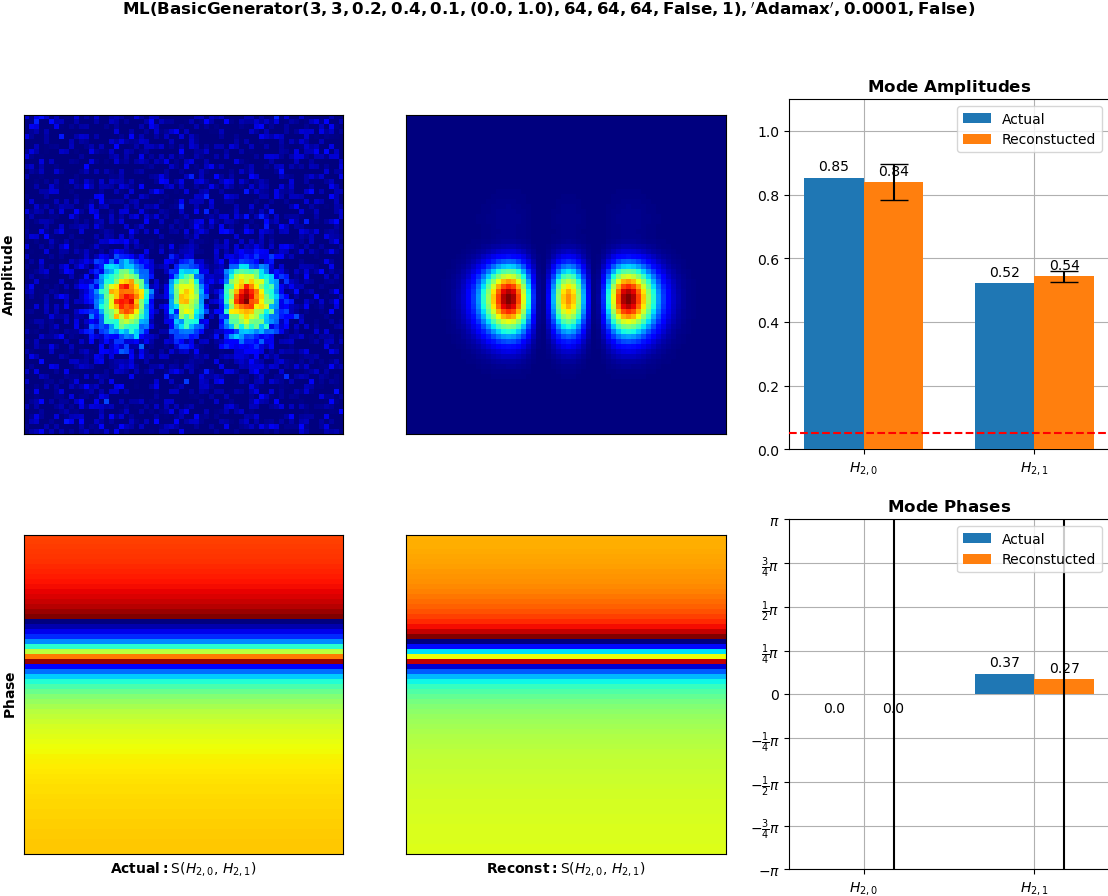 ML(BasicGenerator(3, 3, 0.2, 0.4, 0.1, (0.0, 1.0), 64, 64, 64, False, 1), ′Adamax′, 0.0001, False)
Mode Amplitudes
Amplitude
1.0
0.8
0.6
0.4
0.2
0.0
Actual
Reconstucted
0.85
0.84
0.52
0.54
H2,0
H2,1
Mode Phases
Phase
π
3/4π
1/2π
1/4π
0
−1/4π
−1/2π
−3/4π
−π
Actual
Reconstucted
0.0
0.0
0.37
0.27
H2,0
H2,1
Actual: S(H2,0, H2,1)
Reconst: S(H2,0, H2,1)